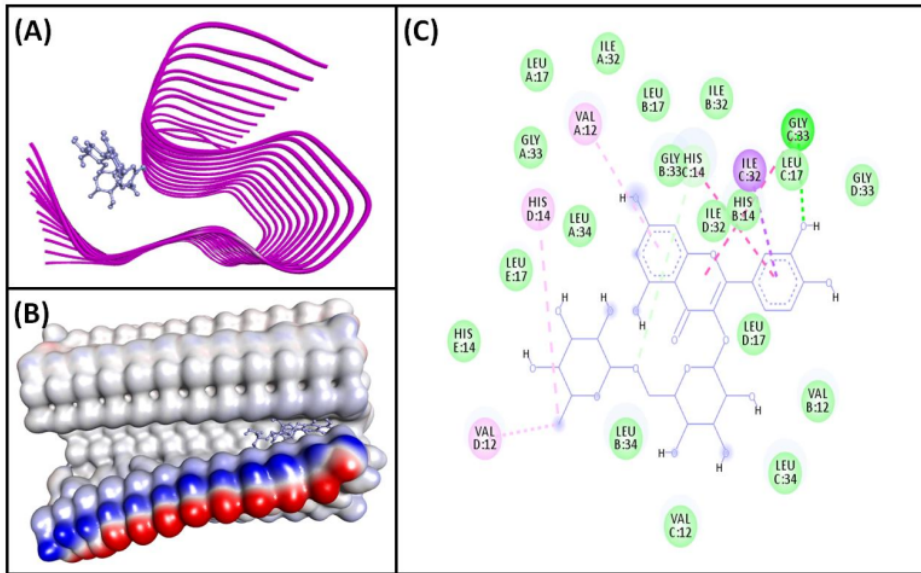 (A)
(B)
(C)
ILE
A:32
LEU
A:17
LEU
B:17
ILE
B:32
VAL
A:12
GLY
C:33
GLY
A:33
GLY
B:33
HIS
C:14
ILE
C:32
LEU
C:17
GLY
D:33
HIS
D:14
LEU
A:34
ILE
D:32
HIS
B:14
H
H
LEU
E:17
H
H
H
H
HIS
E:14
LEU
D:17
H
VAL
B:12
H
VAL
D:12
LEU
B:34
H
H
LEU
C:34
VAL
C:12